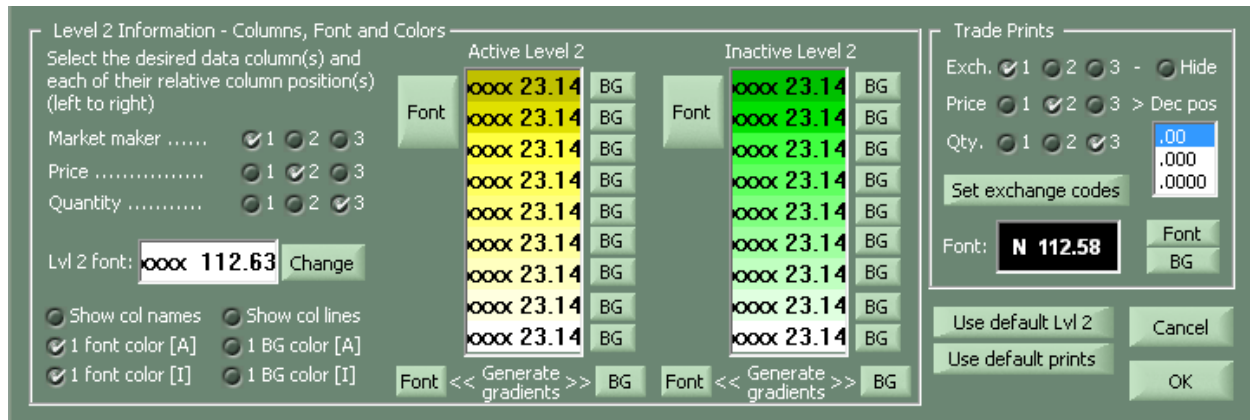 Level 2 Information - Columns, Font and Colors
Select the desired data column(s) and
each of their relative column position(s)
(left to right)
Market maker ...... 1 2 3
Price ................ 1 2 3
Quantity ........... 1 2 3
Lvl 2 font: xxxx 112.63 Change
Show col names Show col lines
1 font color [A] 1 BG color [A]
1 font color [I] 1 BG color [I]
Active Level 2
Font
xxxx 23.14 BG
xxxx 23.14 BG
xxxx 23.14 BG
xxxx 23.14 BG
xxxx 23.14 BG
xxxx 23.14 BG
xxxx 23.14 BG
xxxx 23.14 BG
xxxx 23.14 BG
Font << Generate gradients >> BG
Inactive Level 2
Font
xxxx 23.14 BG
xxxx 23.14 BG
xxxx 23.14 BG
xxxx 23.14 BG
xxxx 23.14 BG
xxxx 23.14 BG
xxxx 23.14 BG
xxxx 23.14 BG
xxxx 23.14 BG
Font << Generate gradients >> BG
Trade Prints
Exch. 1 2 3 - Hide
Price 1 2 3 > Dec pos
Qty. 1 2 3
.00
.000
.0000
Set exchange codes
Font: N 112.58
Font
BG
Use default Lvl 2
Cancel
Use default prints
OK